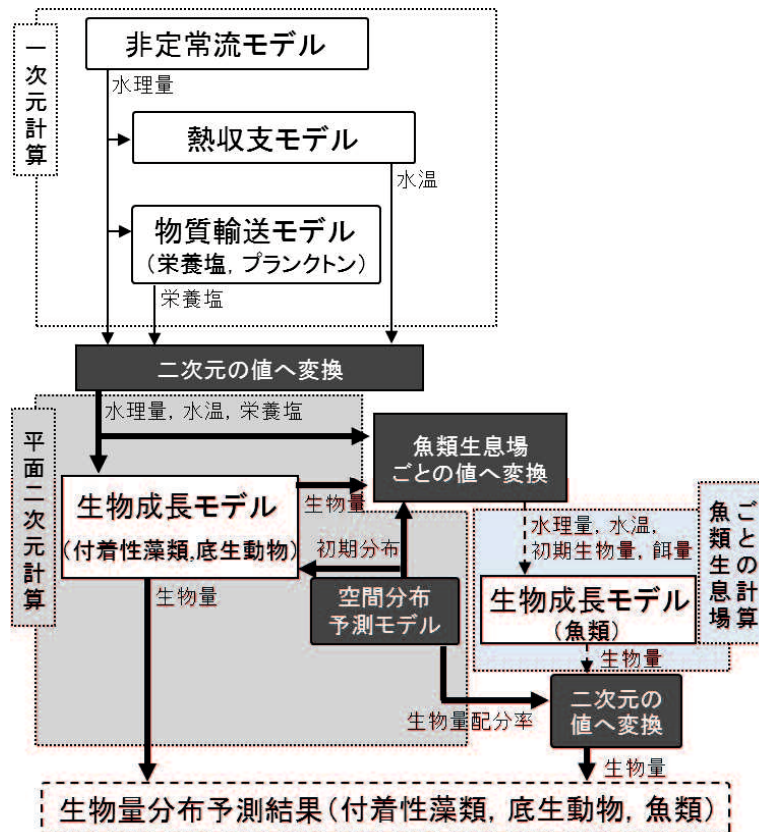 一次元計算
非定常流モデル
水理量
熱収支モデル
水温
物質輸送モデル
(栄養塩, プランクトン)
栄養塩
二次元の値へ変換
平面二次元計算
水理量, 水温, 栄養塩
魚類生息場
ごとの値へ変換
生物成長モデル
(付着性藻類,底生動物)
生物量
初期分布
生物量
空間分布
予測モデル
魚類生息場
ごとの計算
水理量, 水温,
初期生物量, 餌量
生物成長モデル
(魚類)
生物量
生物量配分率
二次元の
値へ変換
生物量
生物量分布予測結果(付着性藻類, 底生動物, 魚類)